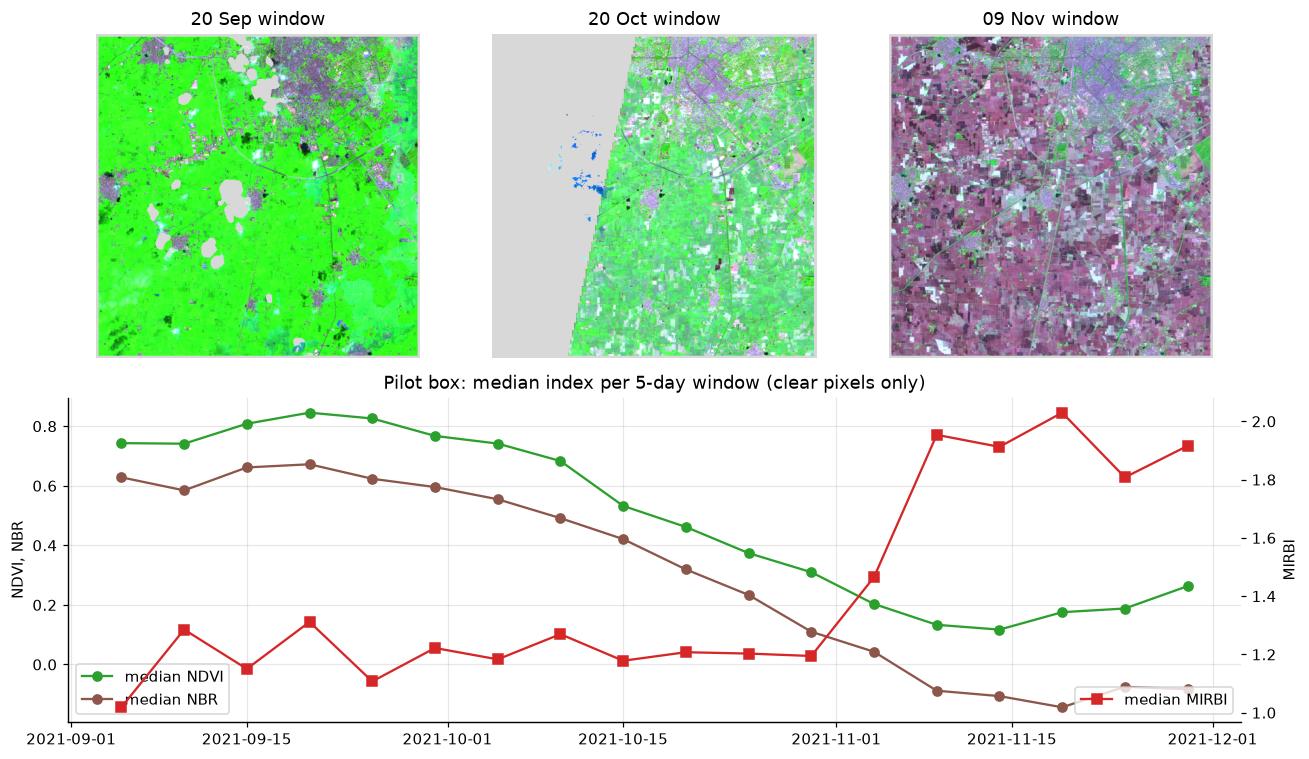 20 Sep window
20 Oct window
09 Nov window
Pilot box: median index per 5-day window (clear pixels only)
NDVI, NBR
0.8
0.6
0.4
0.2
0.0
2.0
1.8
1.6
1.4
1.2
1.0
MIRBI
median NDVI
median NBR
median MIRBI
2021-09-01
2021-09-15
2021-10-01
2021-10-15
2021-11-01
2021-11-15
2021-12-01